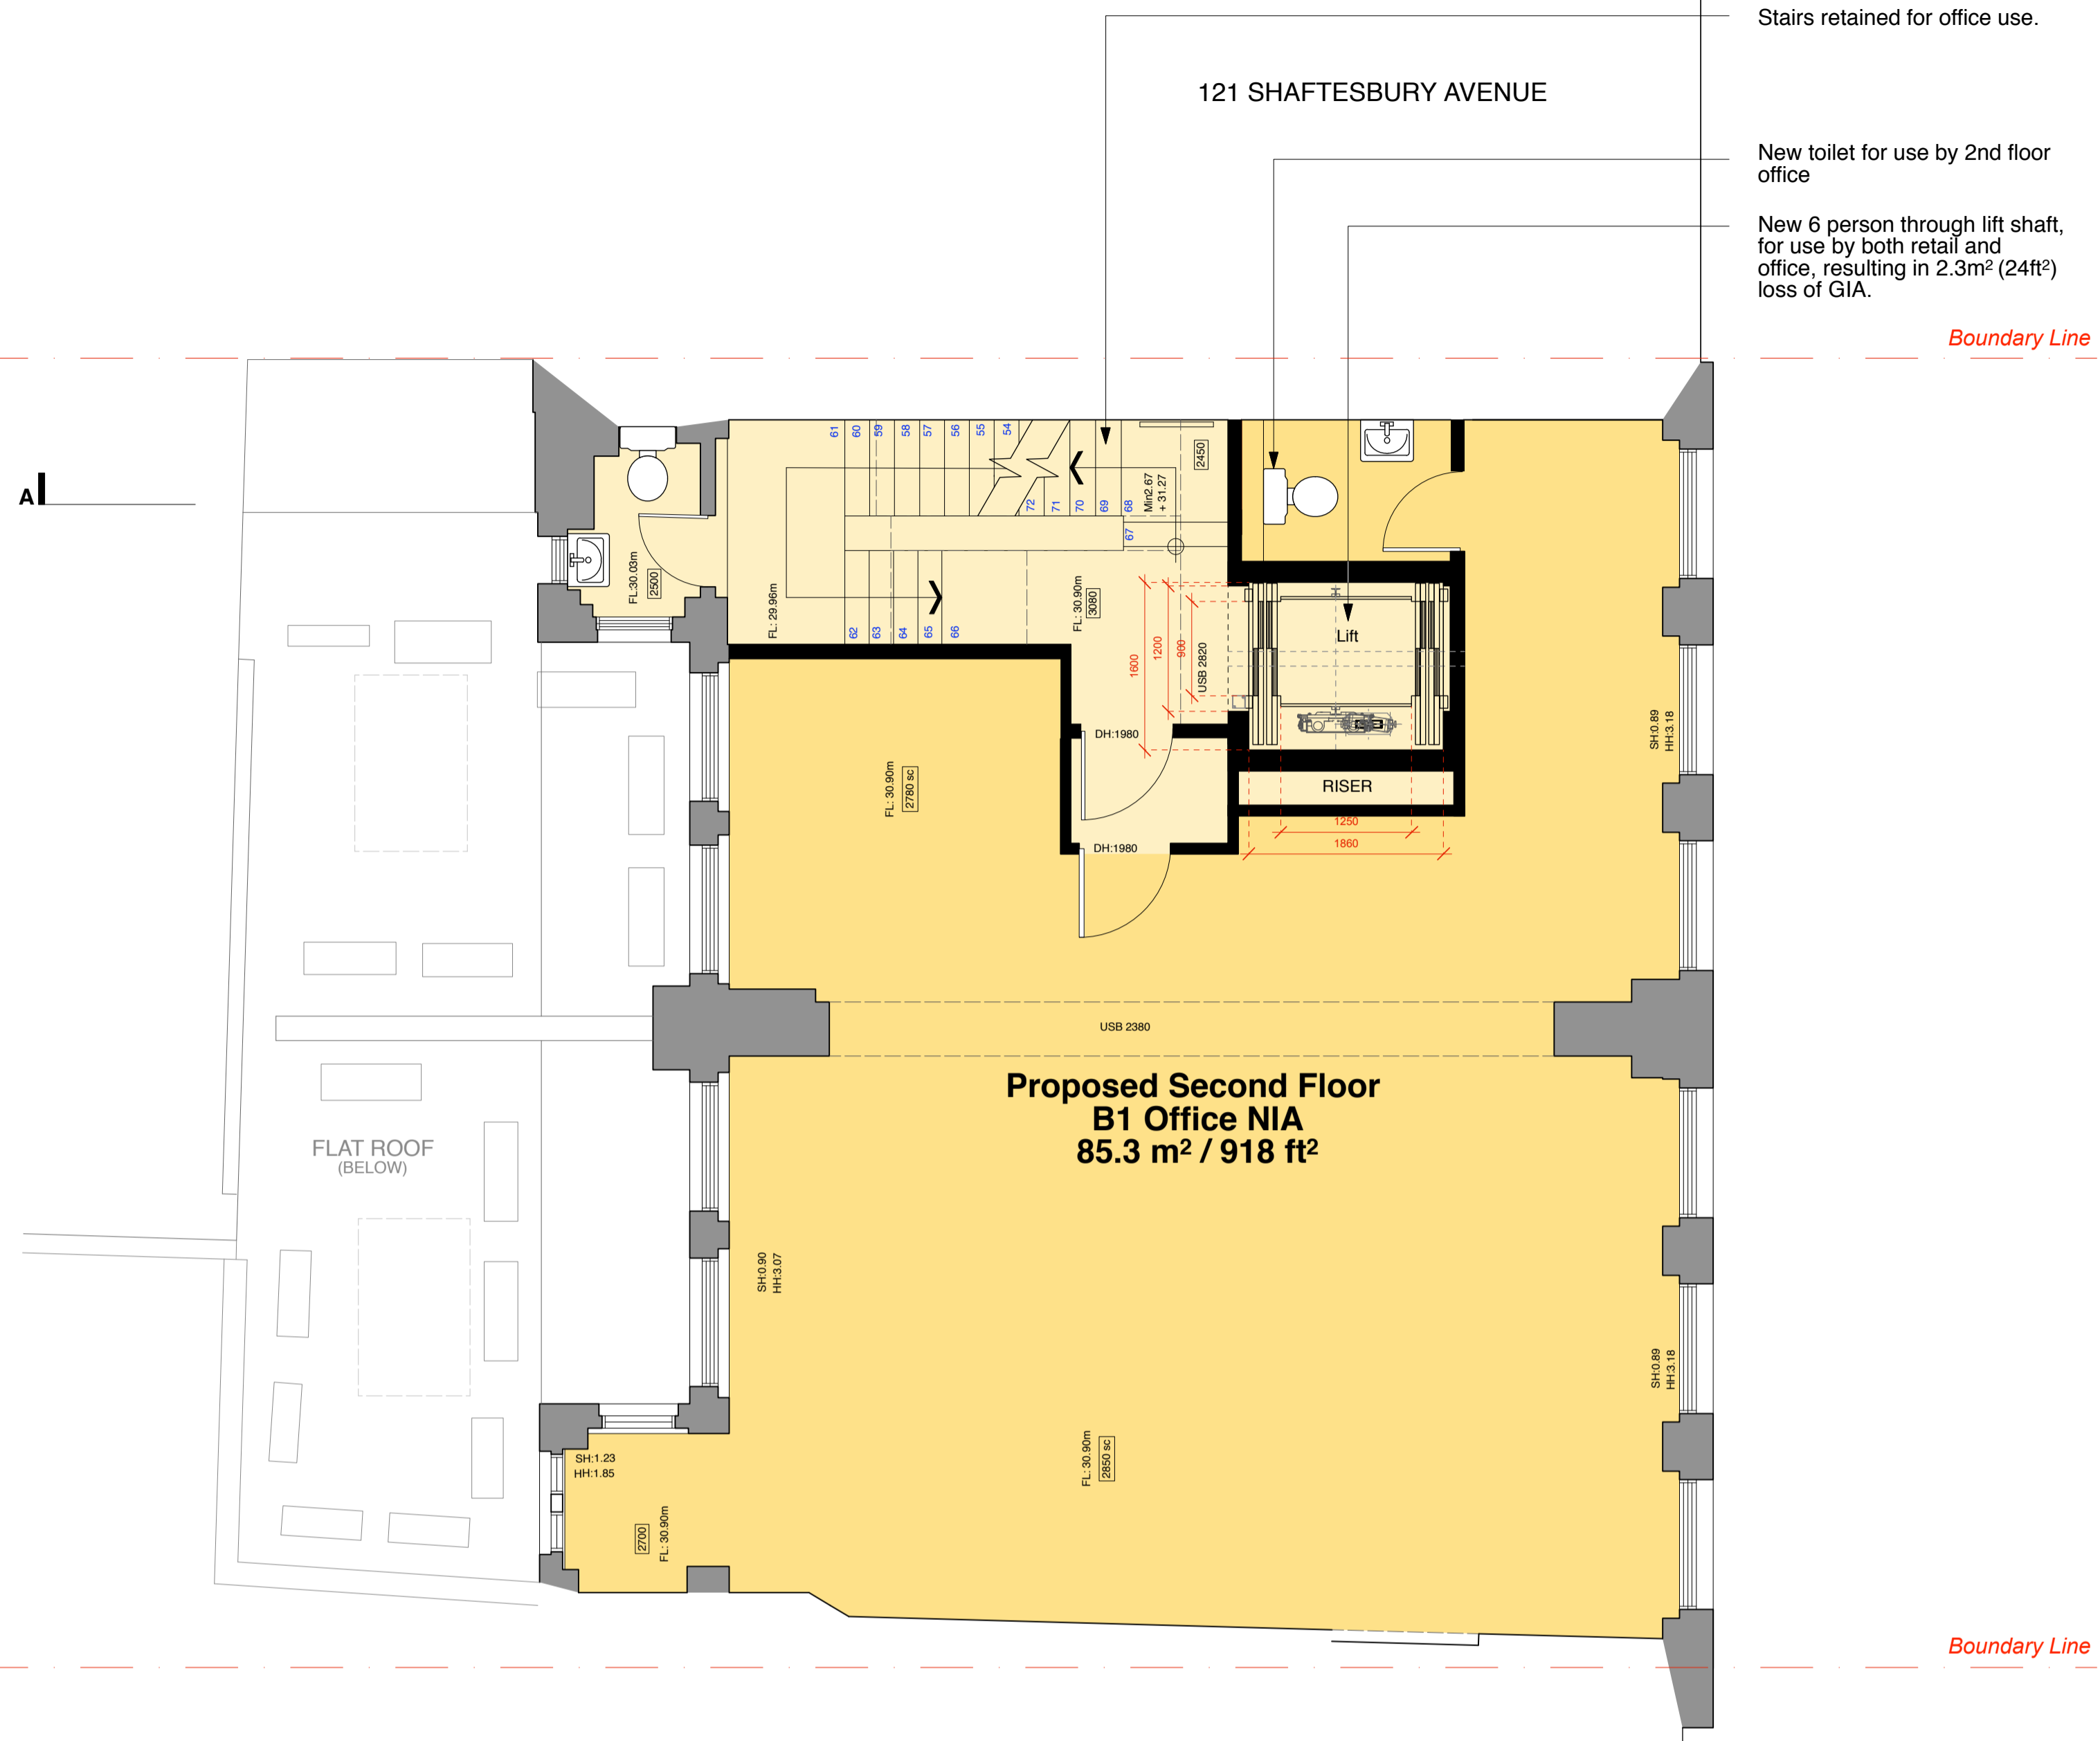 Stairs retained for office use.
121 SHAFTESBURY AVENUE
New toilet for use by 2nd floor
office
New 6 person through lift shaft,
for use by both retail and
office, resulting in 2.3m² (24ft²)
loss of GIA.
Boundary Line
A
61
60
59
58
57
56
55
54
72
71
70
69
68
67
Min2.67
+ 31.27
2450
FL:30.03m
2500
FL: 29.96m
62
63
64
65
66
FL: 30.90m
3080
1600
1200
900
USB 2820
Lift
SH:0.89
HH:3.18
DH:1980
RISER
FL: 30.90m
2780 sc
1250
1860
DH:1980
USB 2380
Proposed Second Floor
B1 Office NIA
85.3 m² / 918 ft²
FLAT ROOF
(BELOW)
SH:0.90
HH:3.07
SH:0.89
HH:3.18
SH:1.23
HH:1.85
FL: 30.90m
2850 sc
2700
FL: 30.90m
Boundary Line